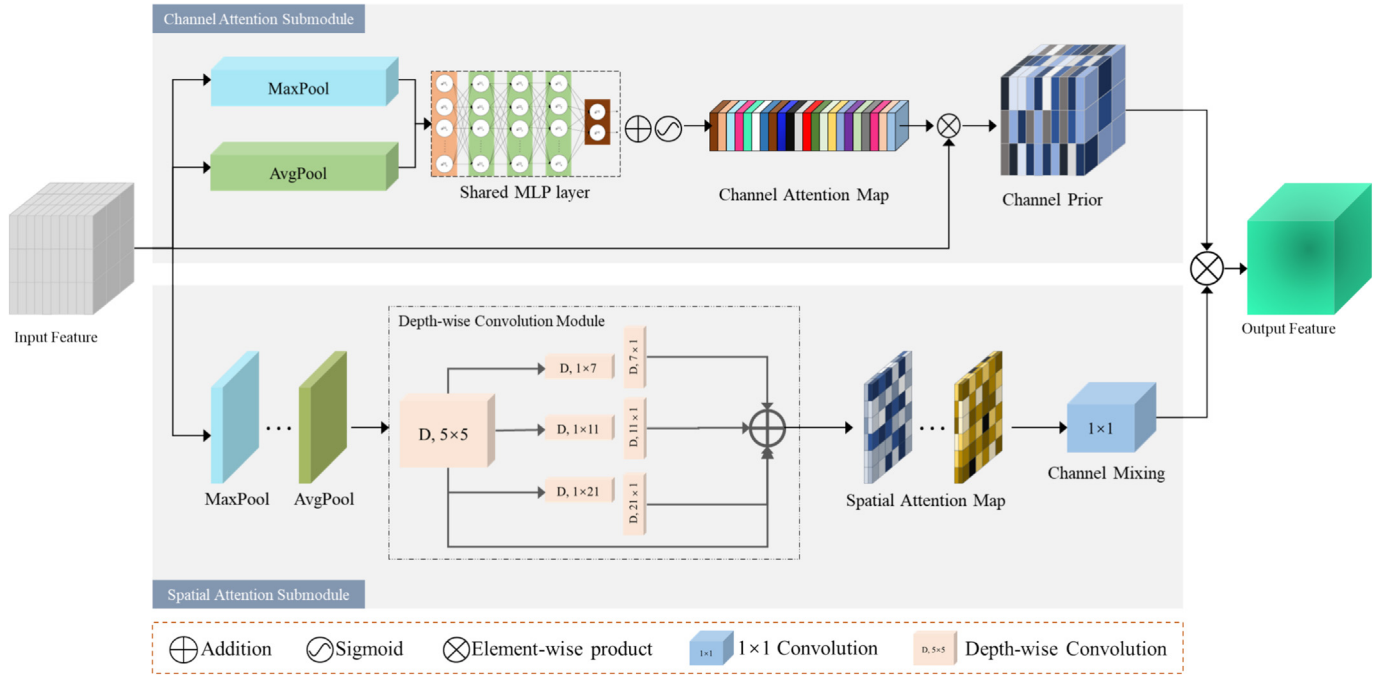 Channel Attention Submodule
MaxPool
AvgPool
Shared MLP layer
Channel Attention Map
Channel Prior
Input Feature
Output Feature
Depth-wise Convolution Module
D, 5×5
D, 1×7
D, 7×1
D, 1×11
D, 11×1
D, 1×21
D, 21×1
MaxPool
AvgPool
Spatial Attention Map
1×1
Channel Mixing
Spatial Attention Submodule
Addition
Sigmoid
Element-wise product
1×1
1×1 Convolution
D, 5×5
Depth-wise Convolution